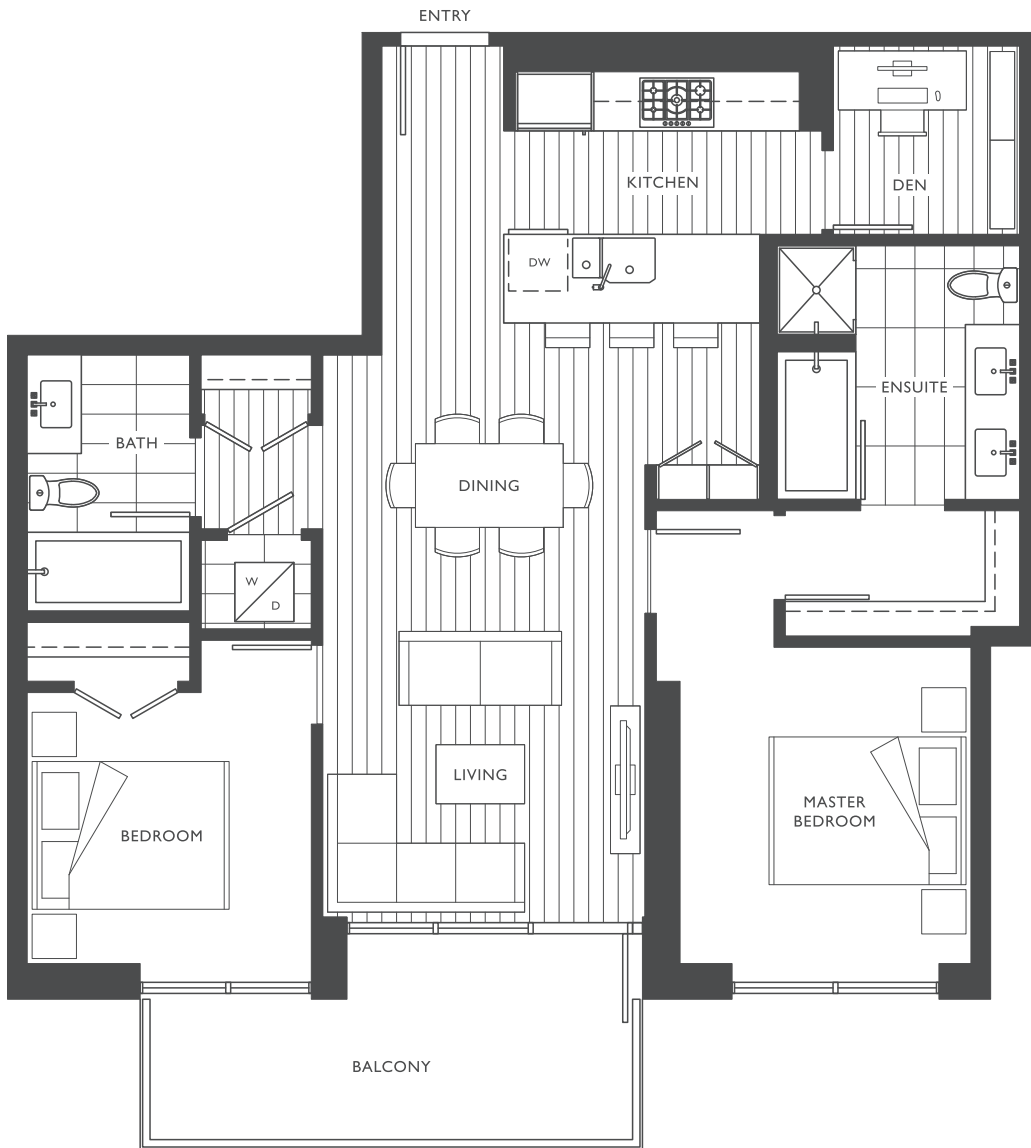 ENTRY
KITCHEN
DEN
DW
ENSUITE
BATH
DINING
W
D
LIVING
MASTER
BEDROOM
BEDROOM
BALCONY